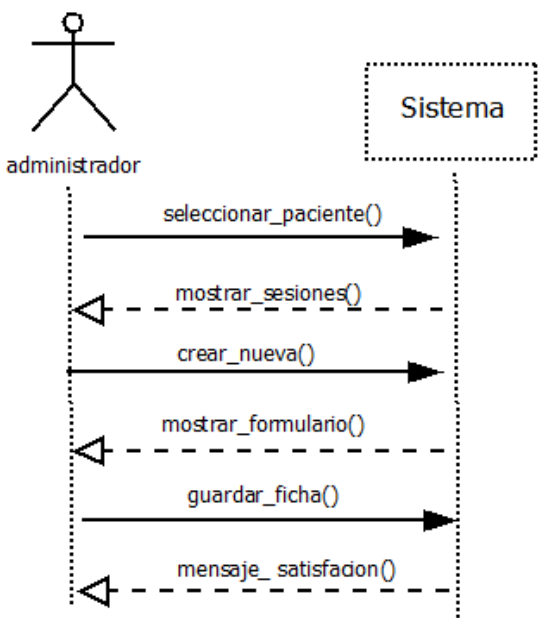 Sistema
administrador
seleccionar_paciente()
mostrar_sesiones()
crear_nueva()
mostrar_formulario()
guardar_ficha()
mensaje_ satisfacion()